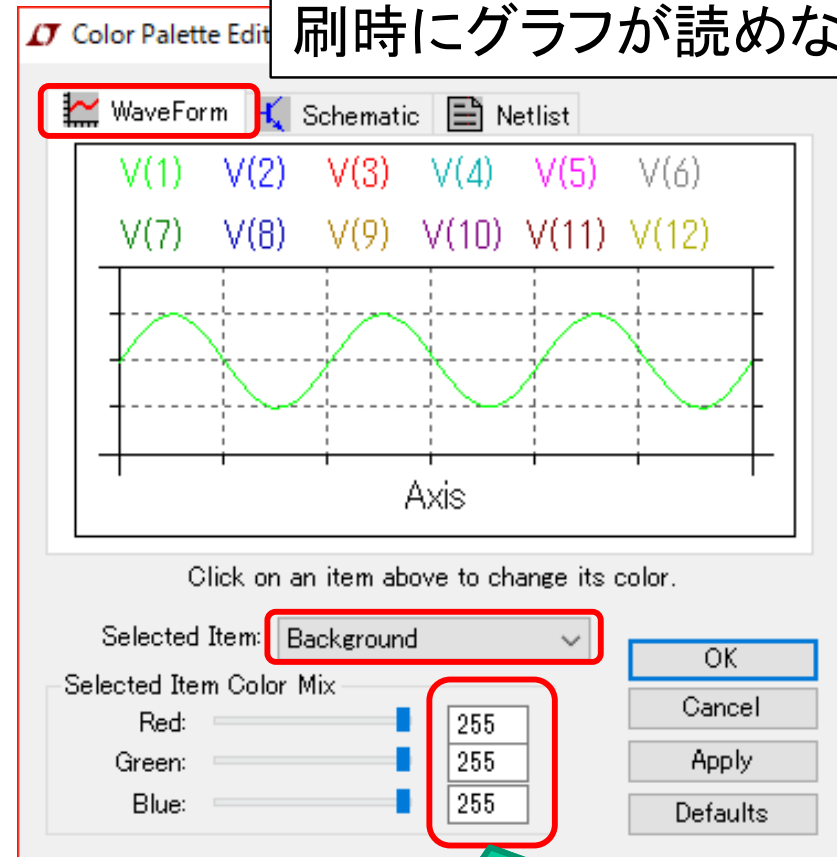 刷時にグラフが読めな
Color Palette Edit
WaveForm Schematic Netlist
V(1) V(2) V(3) V(4) V(5) V(6)
V(7) V(8) V(9) V(10) V(11) V(12)
Axis
Click on an item above to change its color.
Selected Item: Background
OK
Selected Item Color Mix
Cancel
Red: 255
Green: 255
Apply
Blue: 255
Defaults